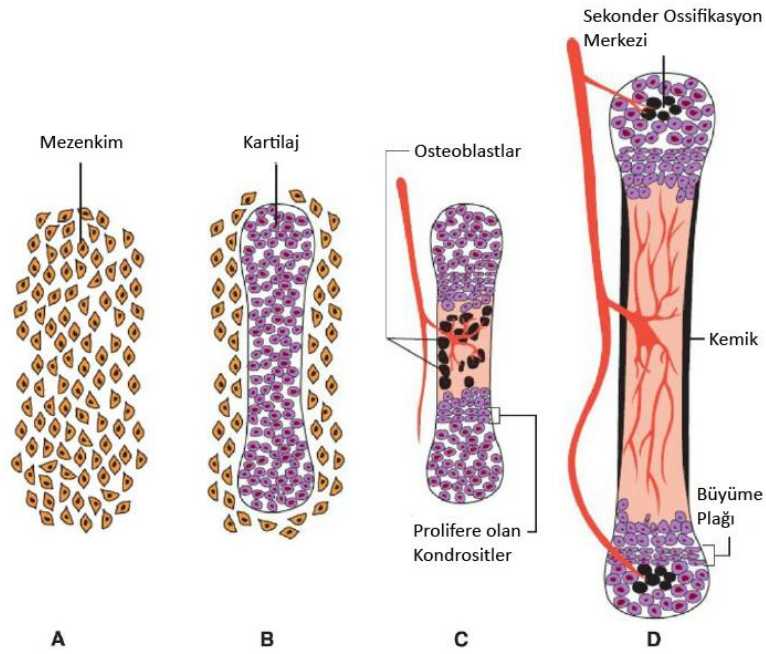 Sekonder Ossifikasyon
Merkezi
Mezenkim
Kartilaj
Osteoblastlar
Kemik
Büyüme
Plağı
Prolifere olan
Kondrositler
A
B
C
D